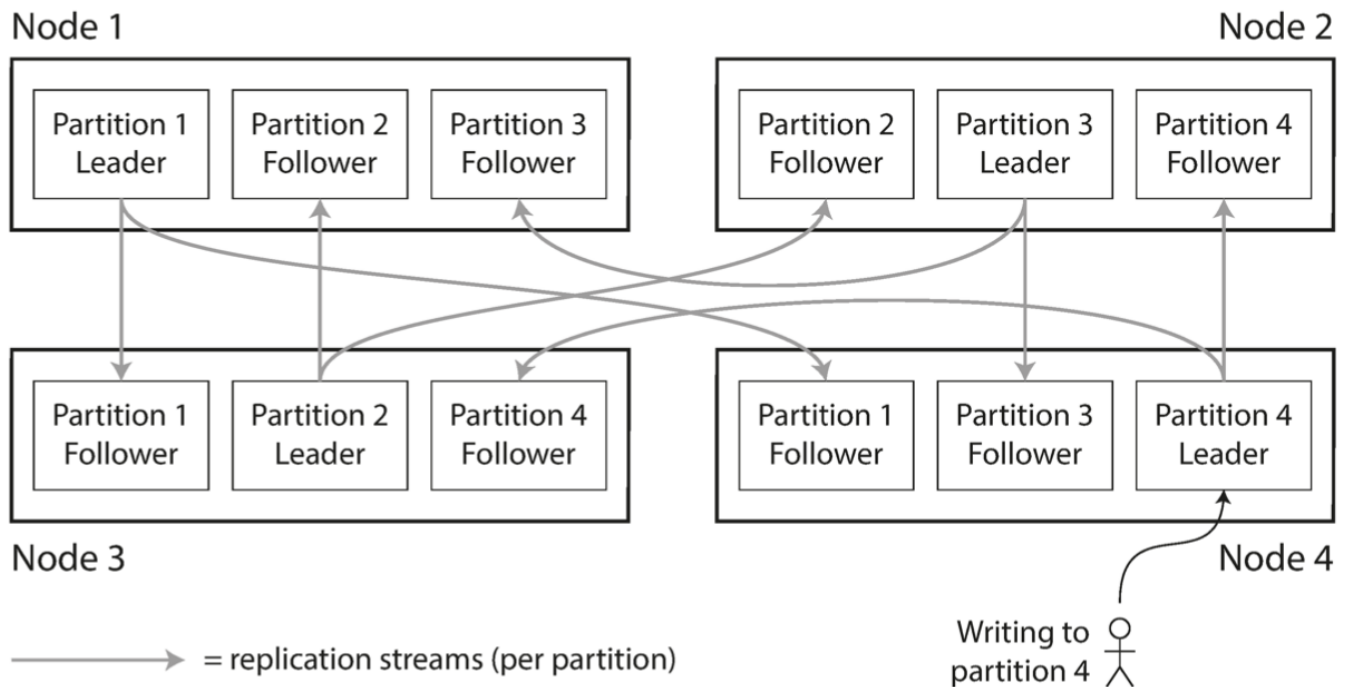 Node 1
Node 2
Partition 1
Leader
Partition 2
Follower
Partition 3
Follower
Partition 2
Follower
Partition 3
Leader
Partition 4
Follower
Partition 1
Follower
Partition 2
Leader
Partition 4
Follower
Partition 1
Follower
Partition 3
Follower
Partition 4
Leader
Node 3
Node 4
= replication streams (per partition)
Writing to
partition 4